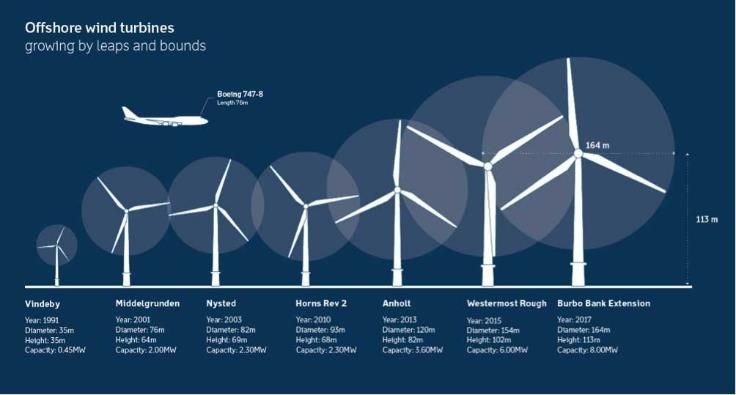 Offshore wind turbines
growing by leaps and bounds
Boeing 747-8
Length 76m
164 m
113 m
Vindeby
Year: 1991
Diameter: 35m
Height: 35m
Capacity: 0.45MW
Middelgrunden
Year: 2001
Diameter: 76m
Height: 64m
Capacity: 2.00MW
Nysted
Year: 2003
Diameter: 82m
Height: 69m
Capacity: 2.30MW
Horns Rev 2
Year: 2010
Diameter: 93m
Height: 68m
Capacity: 2.30MW
Anholt
Year: 2013
Diameter: 120m
Height: 82m
Capacity: 3.60MW
Westermost Rough
Year: 2015
Diameter: 154m
Height: 102m
Capacity: 6.00MW
Burbo Bank Extension
Year: 2017
Diameter: 164m
Height: 113m
Capacity: 8.00MW